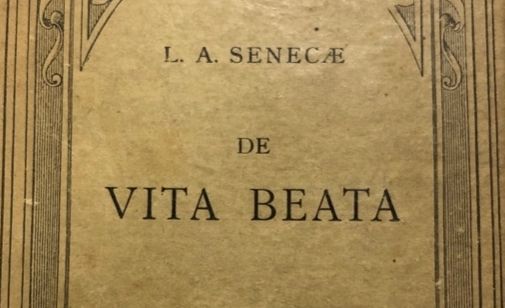 L. A. SENECÆ
DE
VITA BEATA